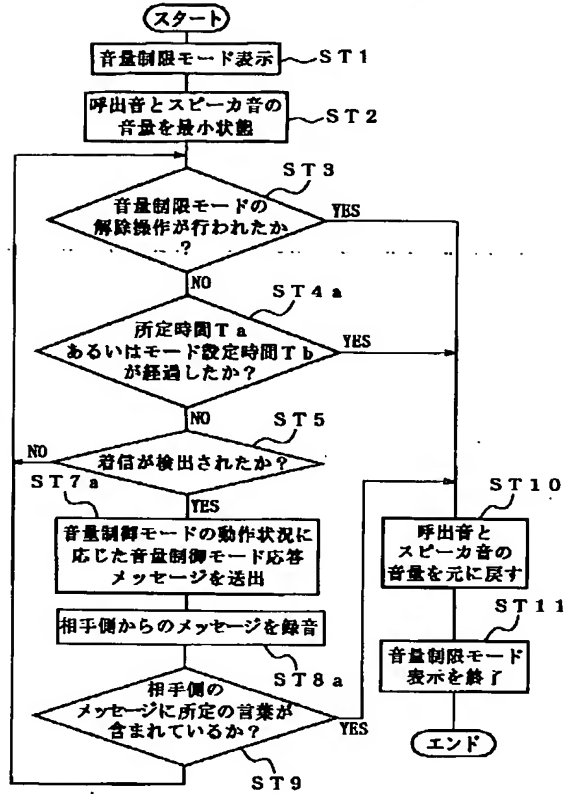 スタート
音量制限モード表示
ST1
呼出音とスピーカ音の
音量を最小状態
ST2
ST3
音量制限モードの
解除操作が行われたか
?
YES
NO
ST4a
所定時間Ta
あるいはモード設定時間Tb
が経過したか?
YES
NO
ST5
着信が検出されたか?
NO
YES
ST7a
音量制御モードの動作状況に
応じた音量制御モード応答
メッセージを送出
相手側からのメッセージを録音
ST8a
相手側の
メッセージに所定の言葉が
含まれているか?
YES
ST9
ST10
呼出音と
スピーカ音の
音量を元に戻す
ST11
音量制限モード
表示を終了
エンド